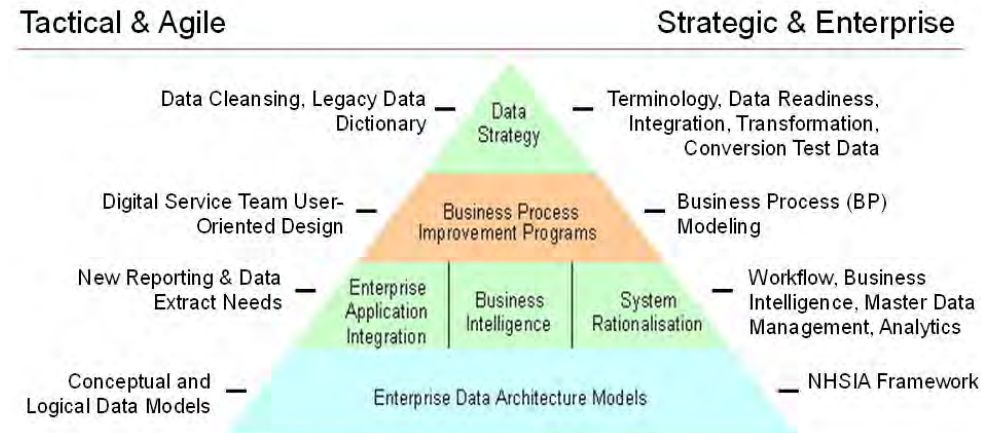 Tactical & Agile
Strategic & Enterprise
Data Cleansing, Legacy Data
Dictionary
Data
Strategy
Terminology, Data Readiness,
Integration, Transformation,
Conversion Test Data
Digital Service Team User-
Oriented Design
Business Process
Improvement Programs
Business Process (BP)
Modeling
New Reporting & Data
Extract Needs
Enterprise
Application
Integration
Business
Intelligence
System
Rationalisation
Workflow, Business
Intelligence, Master Data
Management, Analytics
Conceptual and
Logical Data Models
Enterprise Data Architecture Models
NHSIA Framework